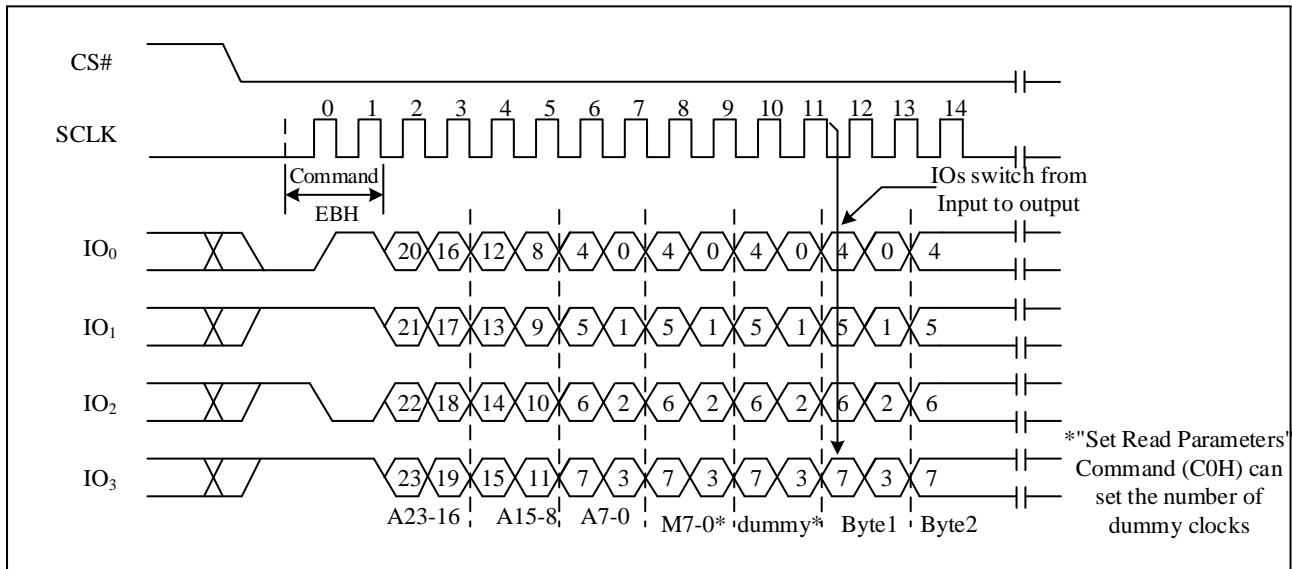 CS#
0 1 2 3 4 5 6 7 8 9 10 11 12 13 14
SCLK
Command
EBH
IOs switch from
Input to output
IO0 20 16 12 8 4 0 4 0 4 0 4 0 4
IO1 21 17 13 9 5 1 5 1 5 1 5 1 5
IO2 22 18 14 10 6 2 6 2 6 2 6 2 6
IO3 23 19 15 11 7 3 7 3 7 3 7 3 7
A23-16 A15-8 A7-0 M7-0* dummy* Byte1 Byte2
*"Set Read Parameters"
Command (C0H) can
set the number of
dummy clocks